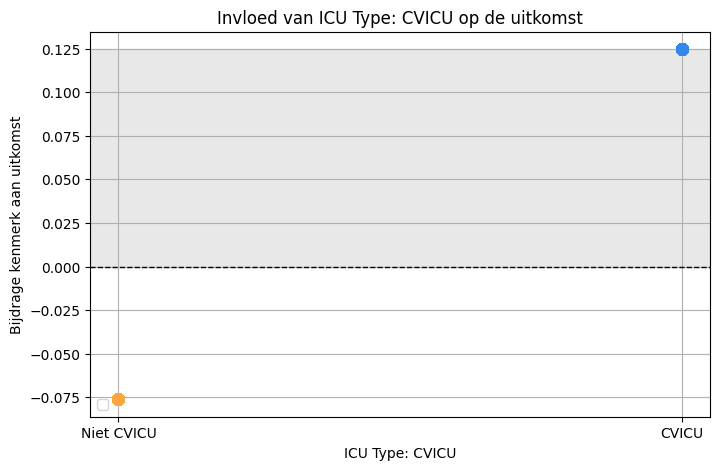 Invloed van ICU Type: CVICU op de uitkomst
Bijdrage kenmerk aan uitkomst
0.125
0.100
0.075
0.050
0.025
0.000
−0.025
−0.050
−0.075
Niet CVICU
CVICU
ICU Type: CVICU